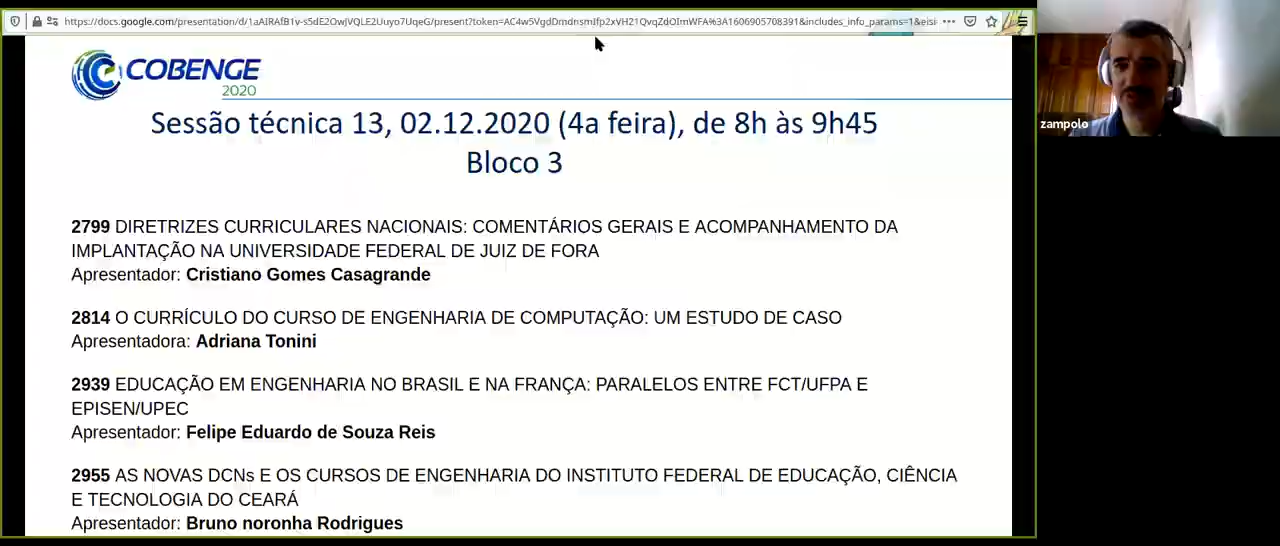 COBENGE
2020
Sessão técnica 13, 02.12.2020 (4a feira), de 8h às 9h45
Bloco 3
2799 DIRETRIZES CURRICULARES NACIONAIS: COMENTÁRIOS GERAIS E ACOMPANHAMENTO DA
IMPLANTAÇÃO NA UNIVERSIDADE FEDERAL DE JUIZ DE FORA
Apresentador: Cristiano Gomes Casagrande
2814 O CURRÍCULO DO CURSO DE ENGENHARIA DE COMPUTAÇÃO: UM ESTUDO DE CASO
Apresentadora: Adriana Tonini
2939 EDUCAÇÃO EM ENGENHARIA NO BRASIL E NA FRANÇA: PARALELOS ENTRE FCT/UFPA E
EPISEN/UPEC
Apresentador: Felipe Eduardo de Souza Reis
2955 AS NOVAS DCNs E OS CURSOS DE ENGENHARIA DO INSTITUTO FEDERAL DE EDUCAÇÃO, CIÊNCIA
E TECNOLOGIA DO CEARÁ
Apresentador: Bruno noronha Rodrigues
zampolo